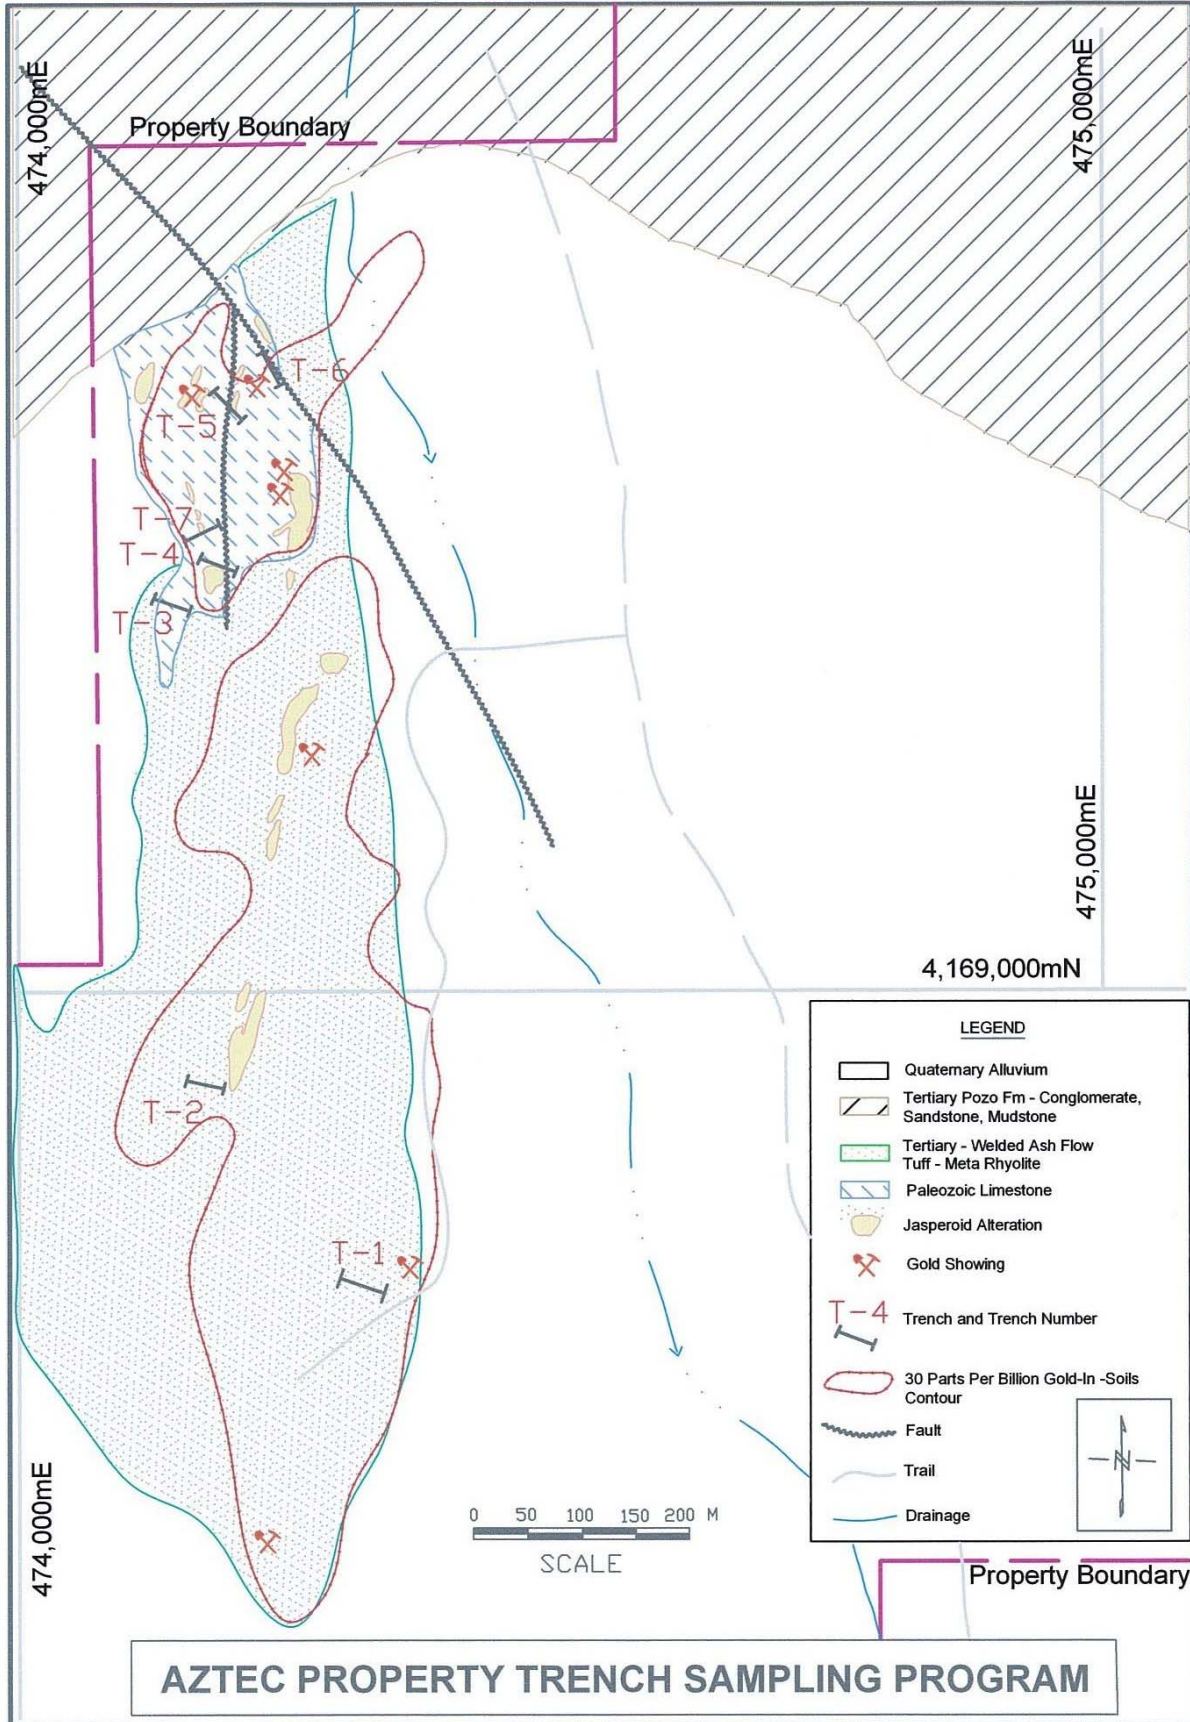 474,000mE
Property Boundary
475,000mE
T-6
T-5
T-7
T-4
T-3
475,000mE
4,169,000mN
T-2
T-1
LEGEND
Quaternary Alluvium
Tertiary Pozo Fm - Conglomerate,
Sandstone, Mudstone
Tertiary - Welded Ash Flow
Tuff - Meta Rhyolite
Paleozoic Limestone
Jasperoid Alteration
Gold Showing
T-4
Trench and Trench Number
30 Parts Per Billion Gold-In -Soils
Contour
Fault
Trail
Drainage
N
474,000mE
0 50 100 150 200 M
SCALE
Property Boundary
AZTEC PROPERTY TRENCH SAMPLING PROGRAM